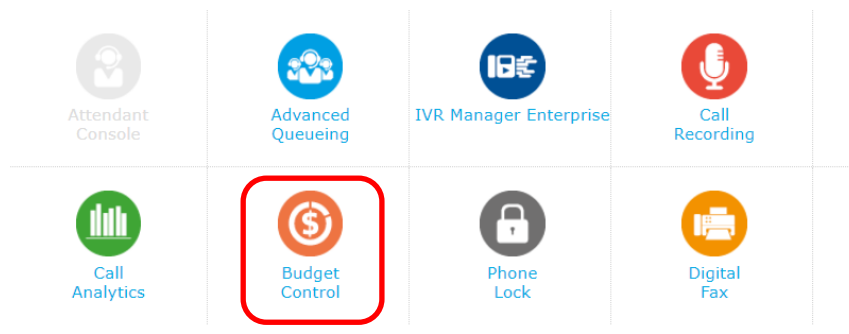 Attendant
Console
Advanced
Queueing
IVR Manager Enterprise
Call
Recording
Call
Analytics
$
Budget
Control
Phone
Lock
Digital
Fax